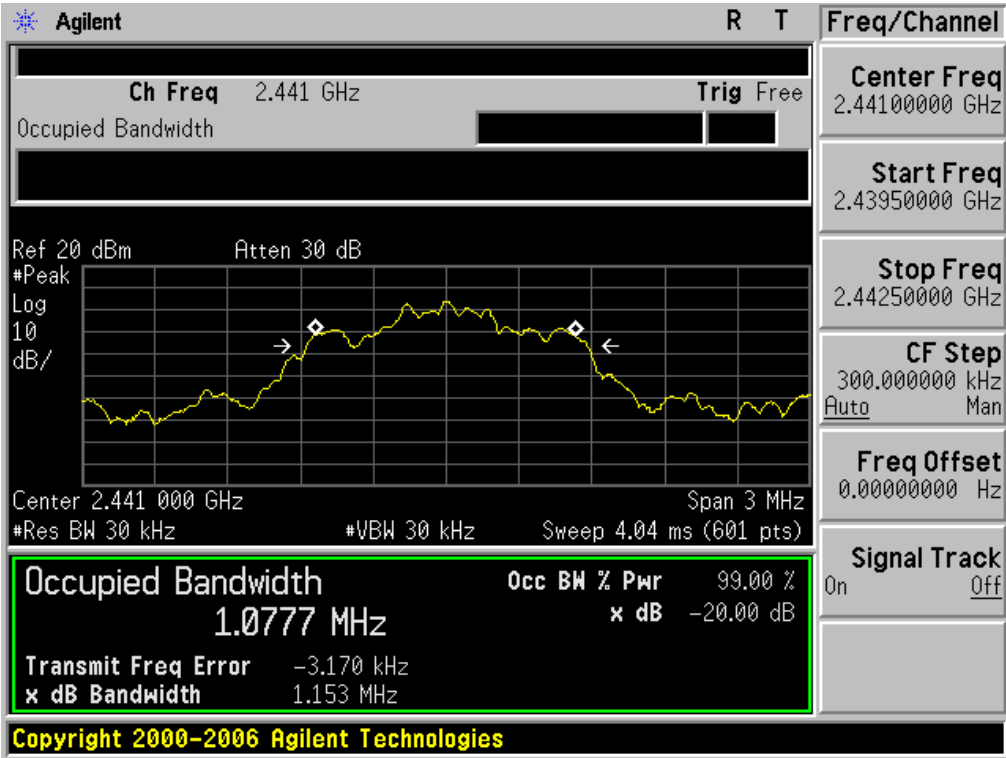 Agilent R T
Freq/Channel
Ch Freq 2.441 GHz Trig Free
Occupied Bandwidth
Ref 20 dBm Atten 30 dB
#Peak
Log
10
dB/
Center 2.441 000 GHz Span 3 MHz
#Res BW 30 kHz #VBW 30 kHz Sweep 4.04 ms (601 pts)
Occupied Bandwidth
1.0777 MHz
Occ BW % Pwr 99.00 %
x dB -20.00 dB
Transmit Freq Error -3.170 kHz
x dB Bandwidth 1.153 MHz
Center Freq
2.44100000 GHz
Start Freq
2.43950000 GHz
Stop Freq
2.44250000 GHz
CF Step
300.000000 kHz
Auto Man
Freq Offset
0.00000000 Hz
Signal Track
On Off
Copyright 2000-2006 Agilent Technologies